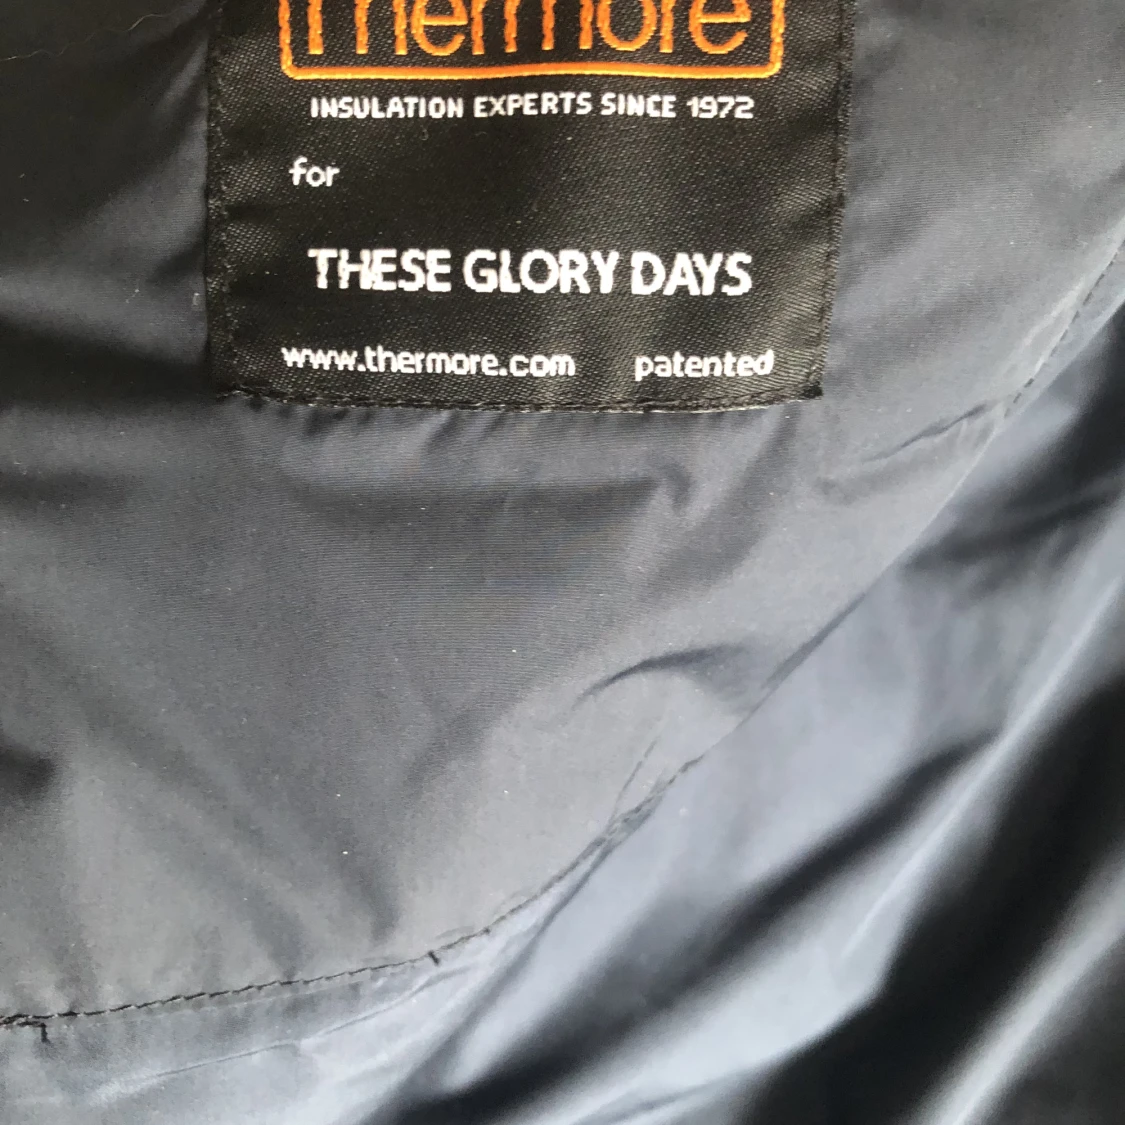 Thermore
INSULATION EXPERTS SINCE 1972
for
THESE GLORY DAYS
www.thermore.com patented